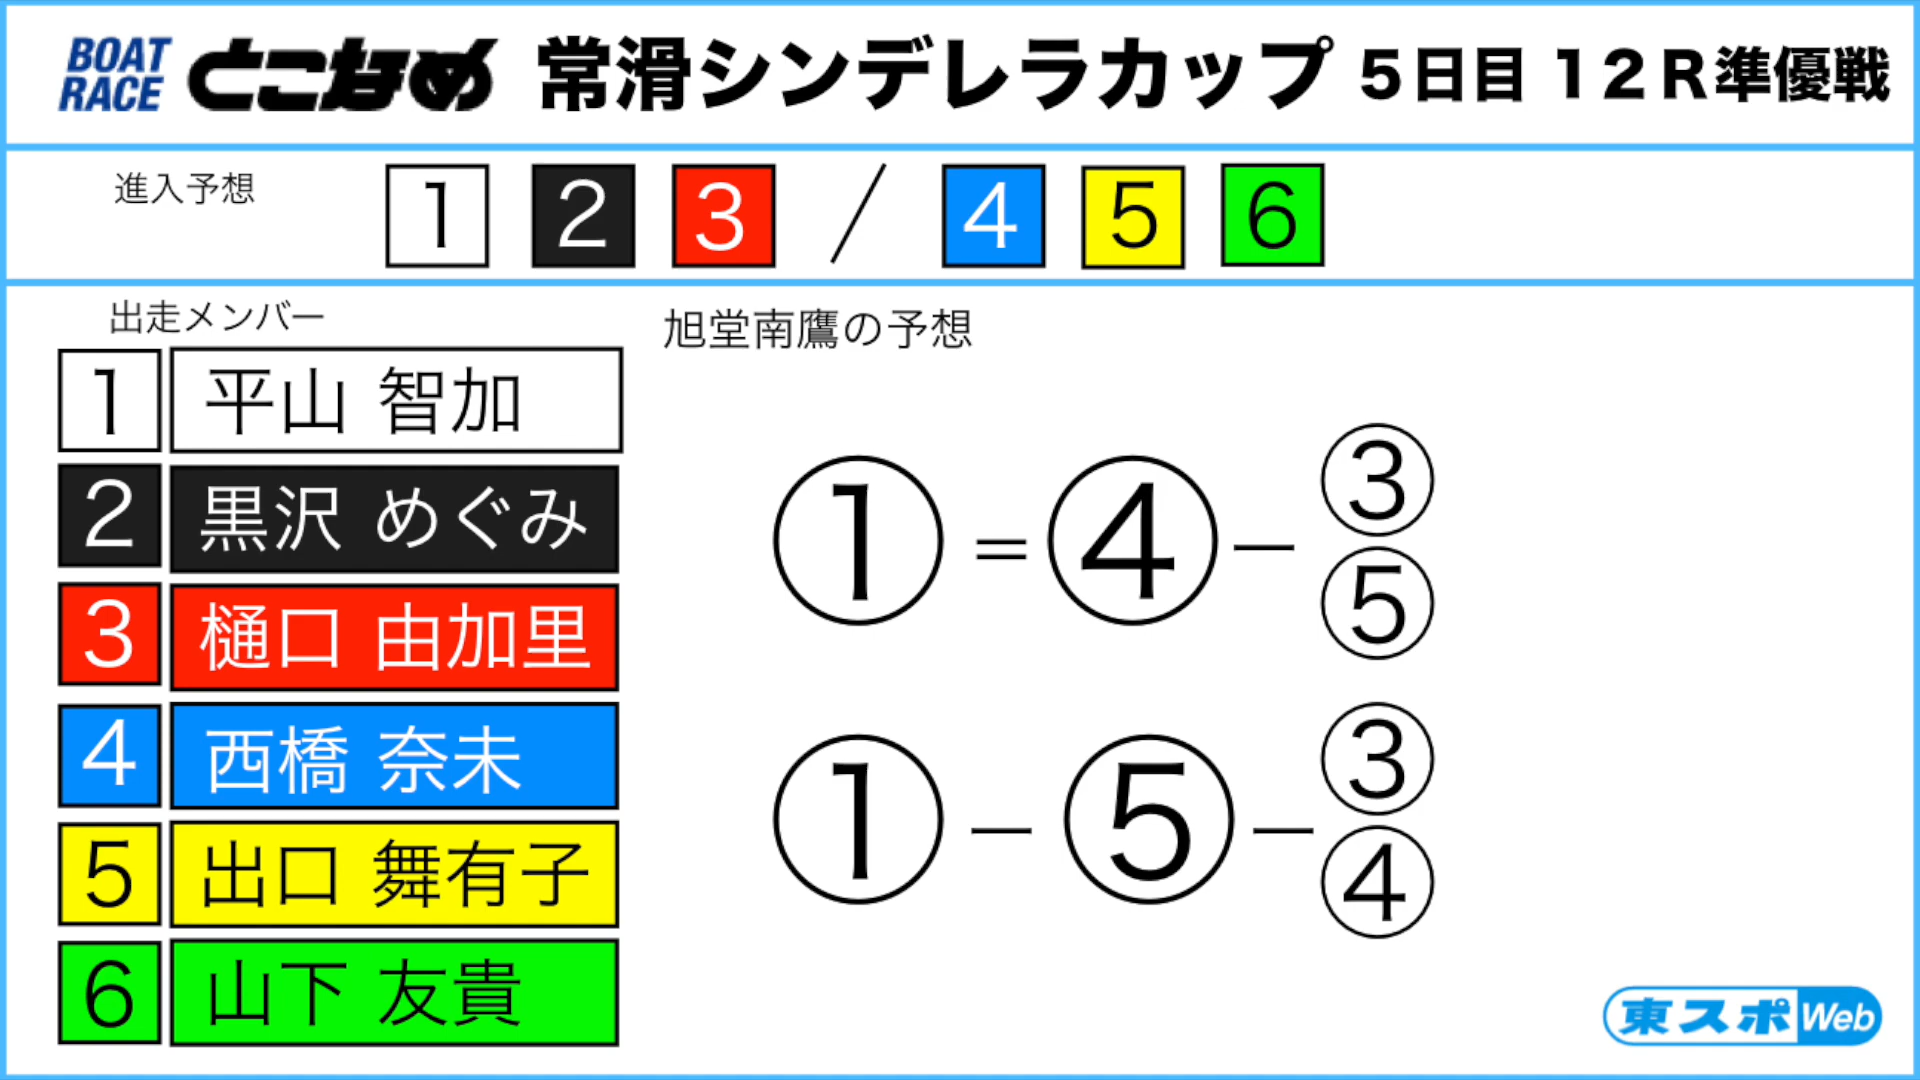 BOAT RACE とこなめ 常滑シンデレラカップ 5日目 12R準優戦
進入予想 1 2 3 / 4 5 6
出走メンバー
1 平山 智加
2 黒沢 めぐみ
3 樋口 由加里
4 西橋 奈未
5 出口 舞有子
6 山下 友貴
旭堂南鷹の予想
①=④-③⑤
①-⑤-③④
東スポWeb